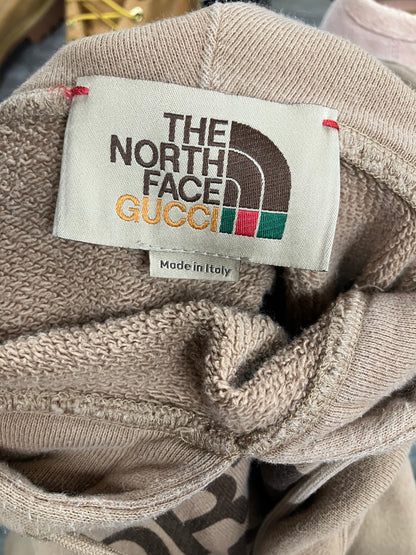 THE
NORTH
FACE
GUCCI
Made in Italy